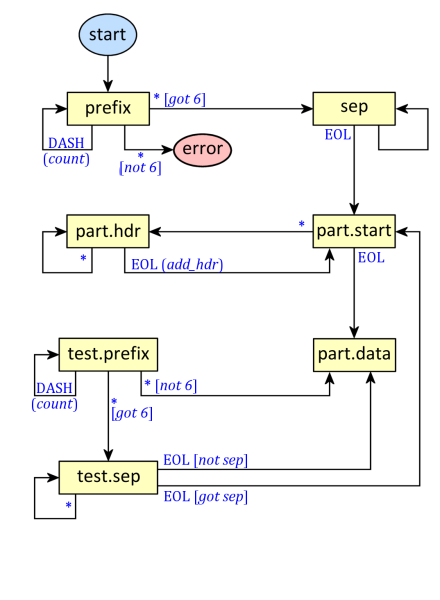 start
* [got 6]
prefix
sep
DASH
(count)
*
[not 6]
error
EOL
*
part.hdr
part.start
*
EOL (add_hdr)
EOL
test.prefix
part.data
DASH
(count)
* [not 6]
*
[got 6]
EOL [not sep]
test.sep
EOL [got sep]
*